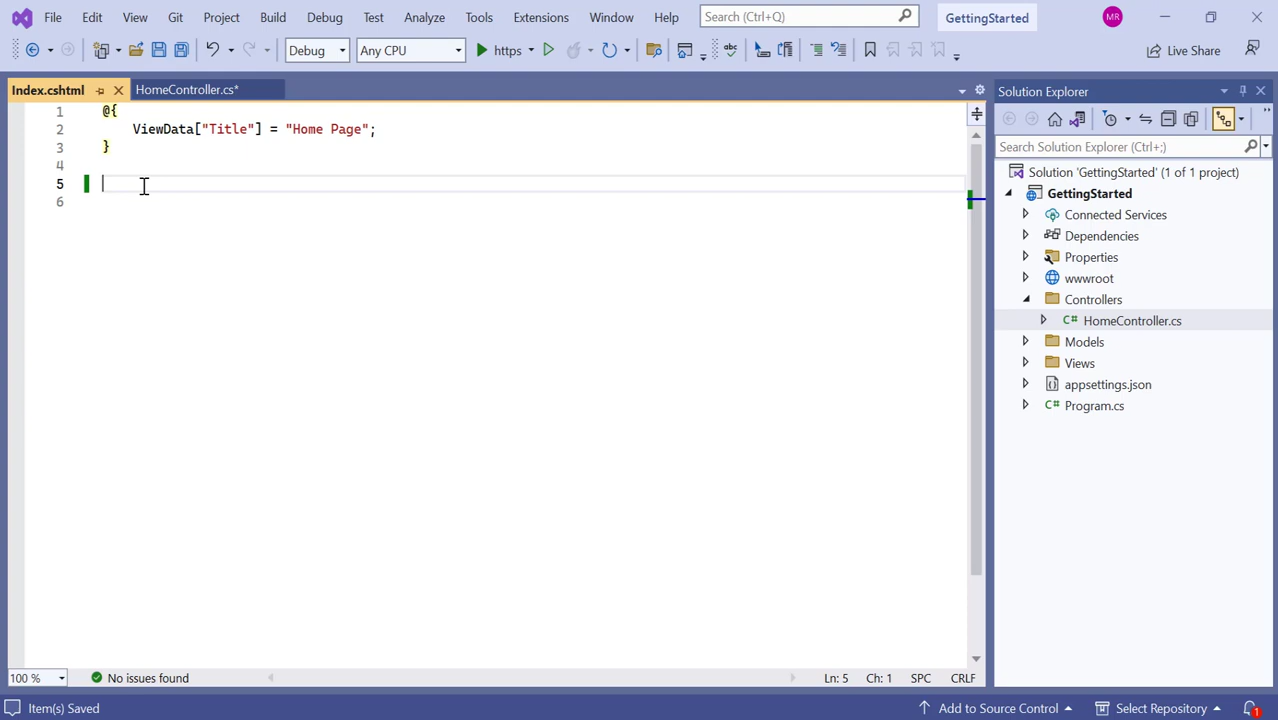 File Edit View Git Project Build Debug Test Analyze Tools Extensions Window Help Search (Ctrl+Q) GettingStarted MR
Debug Any CPU https Live Share
Index.cshtml HomeController.cs* Solution Explorer
1 @{
2 ViewData["Title"] = "Home Page";
3 }
4
5
6
Search Solution Explorer (Ctrl+;)
Solution 'GettingStarted' (1 of 1 project)
GettingStarted
Connected Services
Dependencies
Properties
wwwroot
Controllers
C# HomeController.cs
Models
Views
appsettings.json
C# Program.cs
100 % No issues found Ln: 5 Ch: 1 SPC CRLF
Item(s) Saved Add to Source Control Select Repository 1